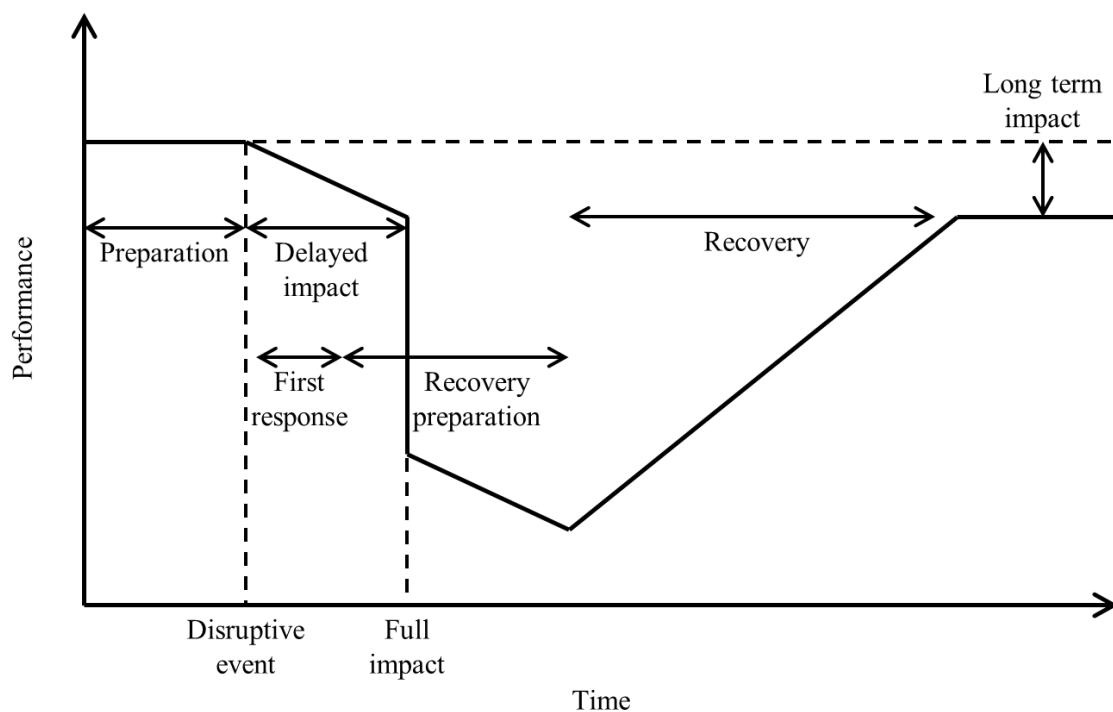 Long term
impact
Preparation
Delayed
impact
Recovery
Performance
First
response
Recovery
preparation
Disruptive
event
Full
impact
Time